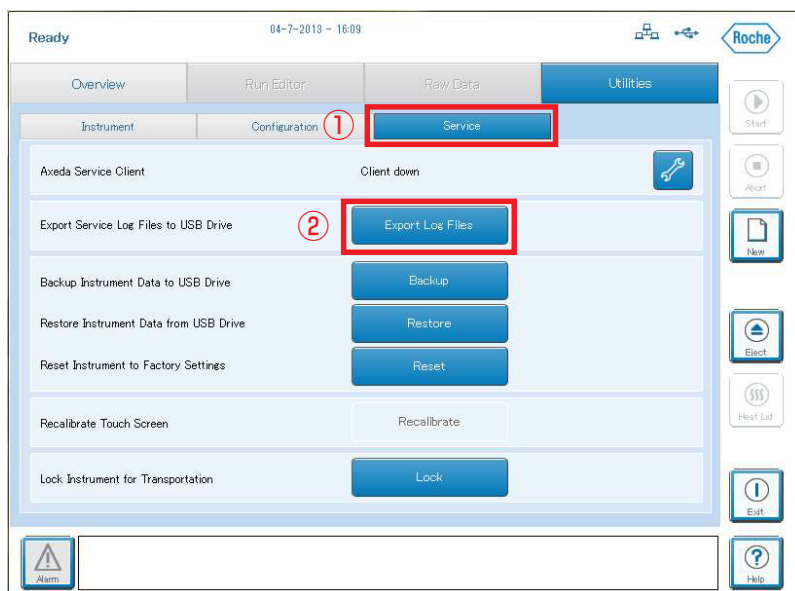 Ready
04-7-2013 - 16:09
Roche
Overview
Run Editor
Raw Data
Utilities
Instrument
Configuration
①
Service
Start
Axeda Service Client
Client down
Abort
Export Service Log Files to USB Drive
②
Export Log Files
New
Backup Instrument Data to USB Drive
Backup
Restore Instrument Data from USB Drive
Restore
Eject
Reset Instrument to Factory Settings
Reset
Recalibrate Touch Screen
Recalibrate
Heat Lid
Lock Instrument for Transportation
Lock
Exit
Alarm
Help